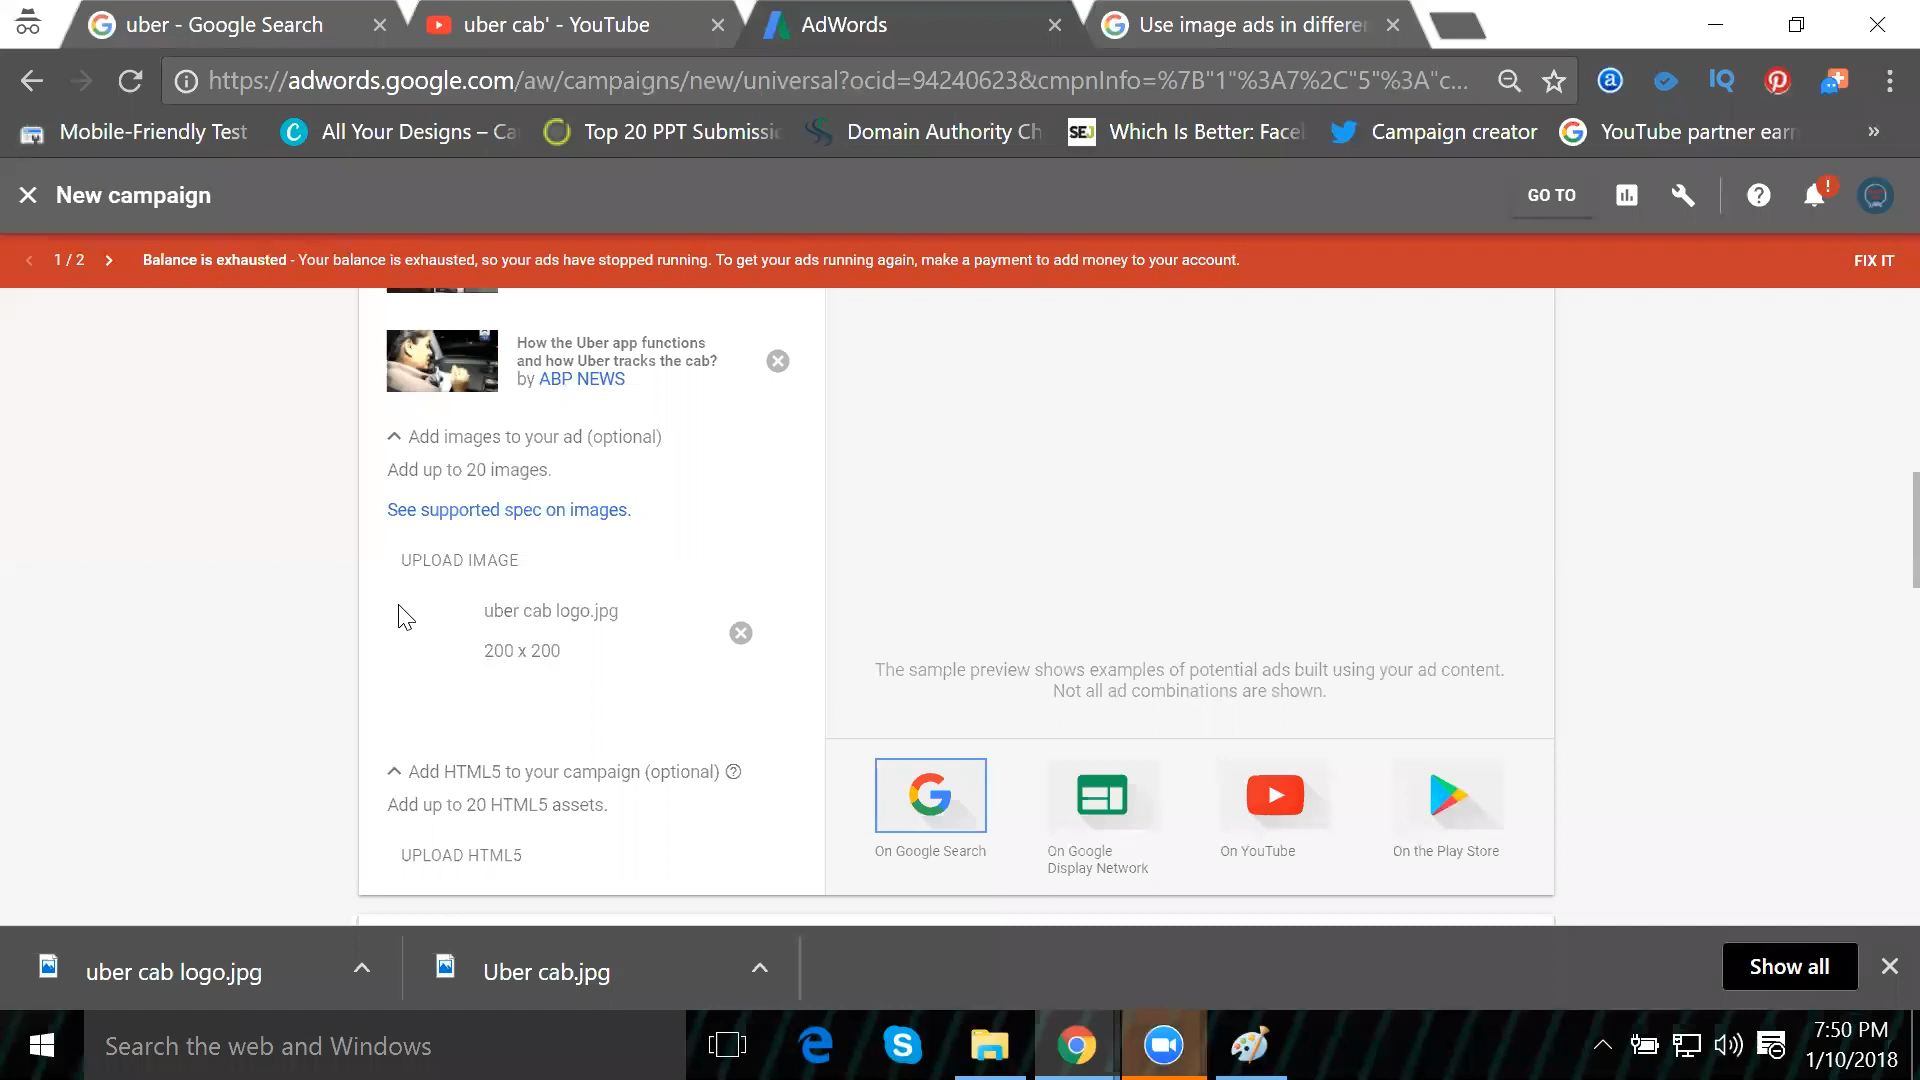 uber - Google Search
uber cab' - YouTube
AdWords
Use image ads in differe
https://adwords.google.com/aw/campaigns/new/universal?ocid=94240623&cmpnInfo=%7B"1"%3A7%2C"5"%3A"c...
Mobile-Friendly Test
All Your Designs – Ca
Top 20 PPT Submissi
Domain Authority Ch
SEJ
Which Is Better: Face
Campaign creator
YouTube partner earn
»
New campaign
GO TO
1 / 2
Balance is exhausted - Your balance is exhausted, so your ads have stopped running. To get your ads running again, make a payment to add money to your account.
FIX IT
How the Uber app functions
and how Uber tracks the cab?
by ABP NEWS
Add images to your ad (optional)
Add up to 20 images.
See supported spec on images.
UPLOAD IMAGE
uber cab logo.jpg
200 x 200
Add HTML5 to your campaign (optional)
Add up to 20 HTML5 assets.
UPLOAD HTML5
The sample preview shows examples of potential ads built using your ad content.
Not all ad combinations are shown.
On Google Search
On Google
Display Network
On YouTube
On the Play Store
uber cab logo.jpg
Uber cab.jpg
Show all
Search the web and Windows
7:50 PM
1/10/2018